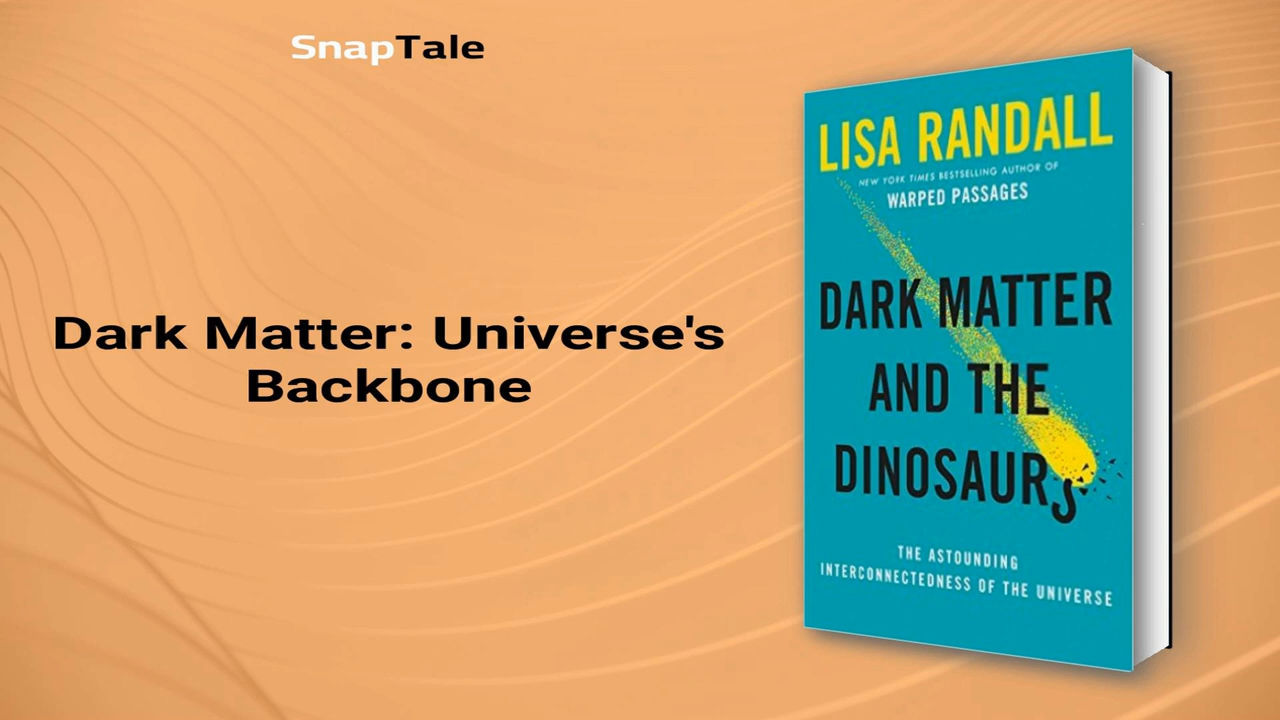 SnapTale
Dark Matter: Universe's
Backbone
LISA RANDALL
NEW YORK TIMES BESTSELLING AUTHOR OF
WARPED PASSAGES
DARK MATTER
AND THE
DINOSAURS
THE ASTOUNDING
INTERCONNECTEDNESS OF THE UNIVERSE